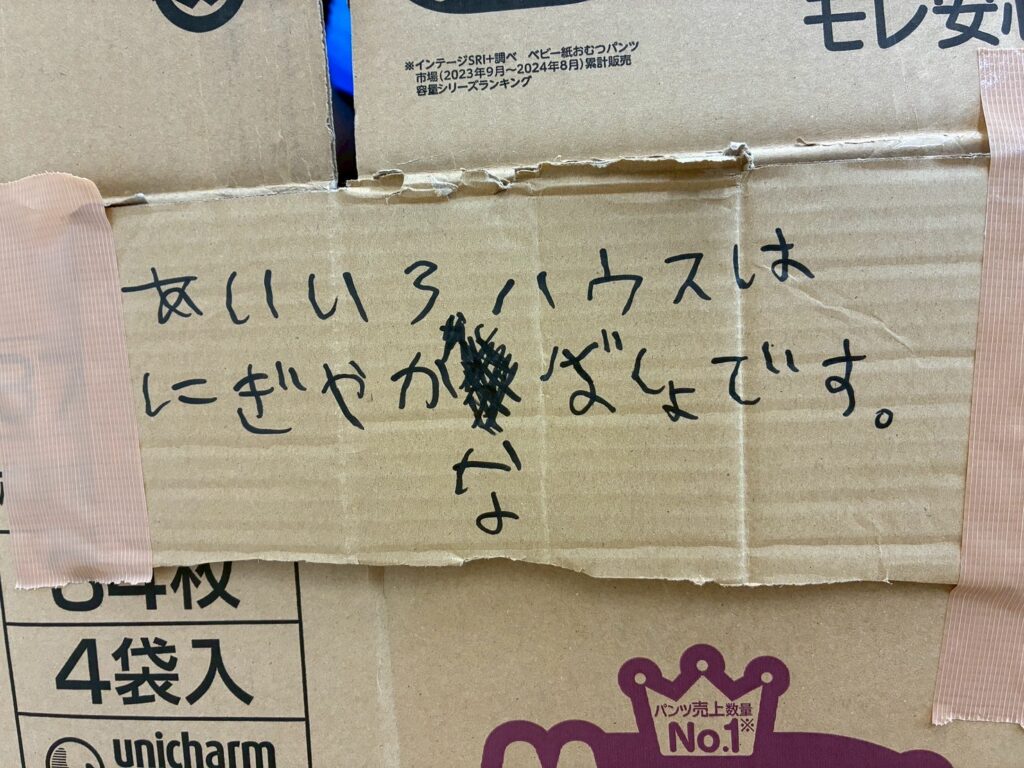 モレ安心
※インテージSRI+調べ ベビー紙おむつパンツ
市場(2023年9月〜2024年8月)累計販売
容量シリーズランキング
あいいろハウスは
にぎやかばしょです。
な
4枚
4袋入
unicharm
パンツ売上数量
No.1※